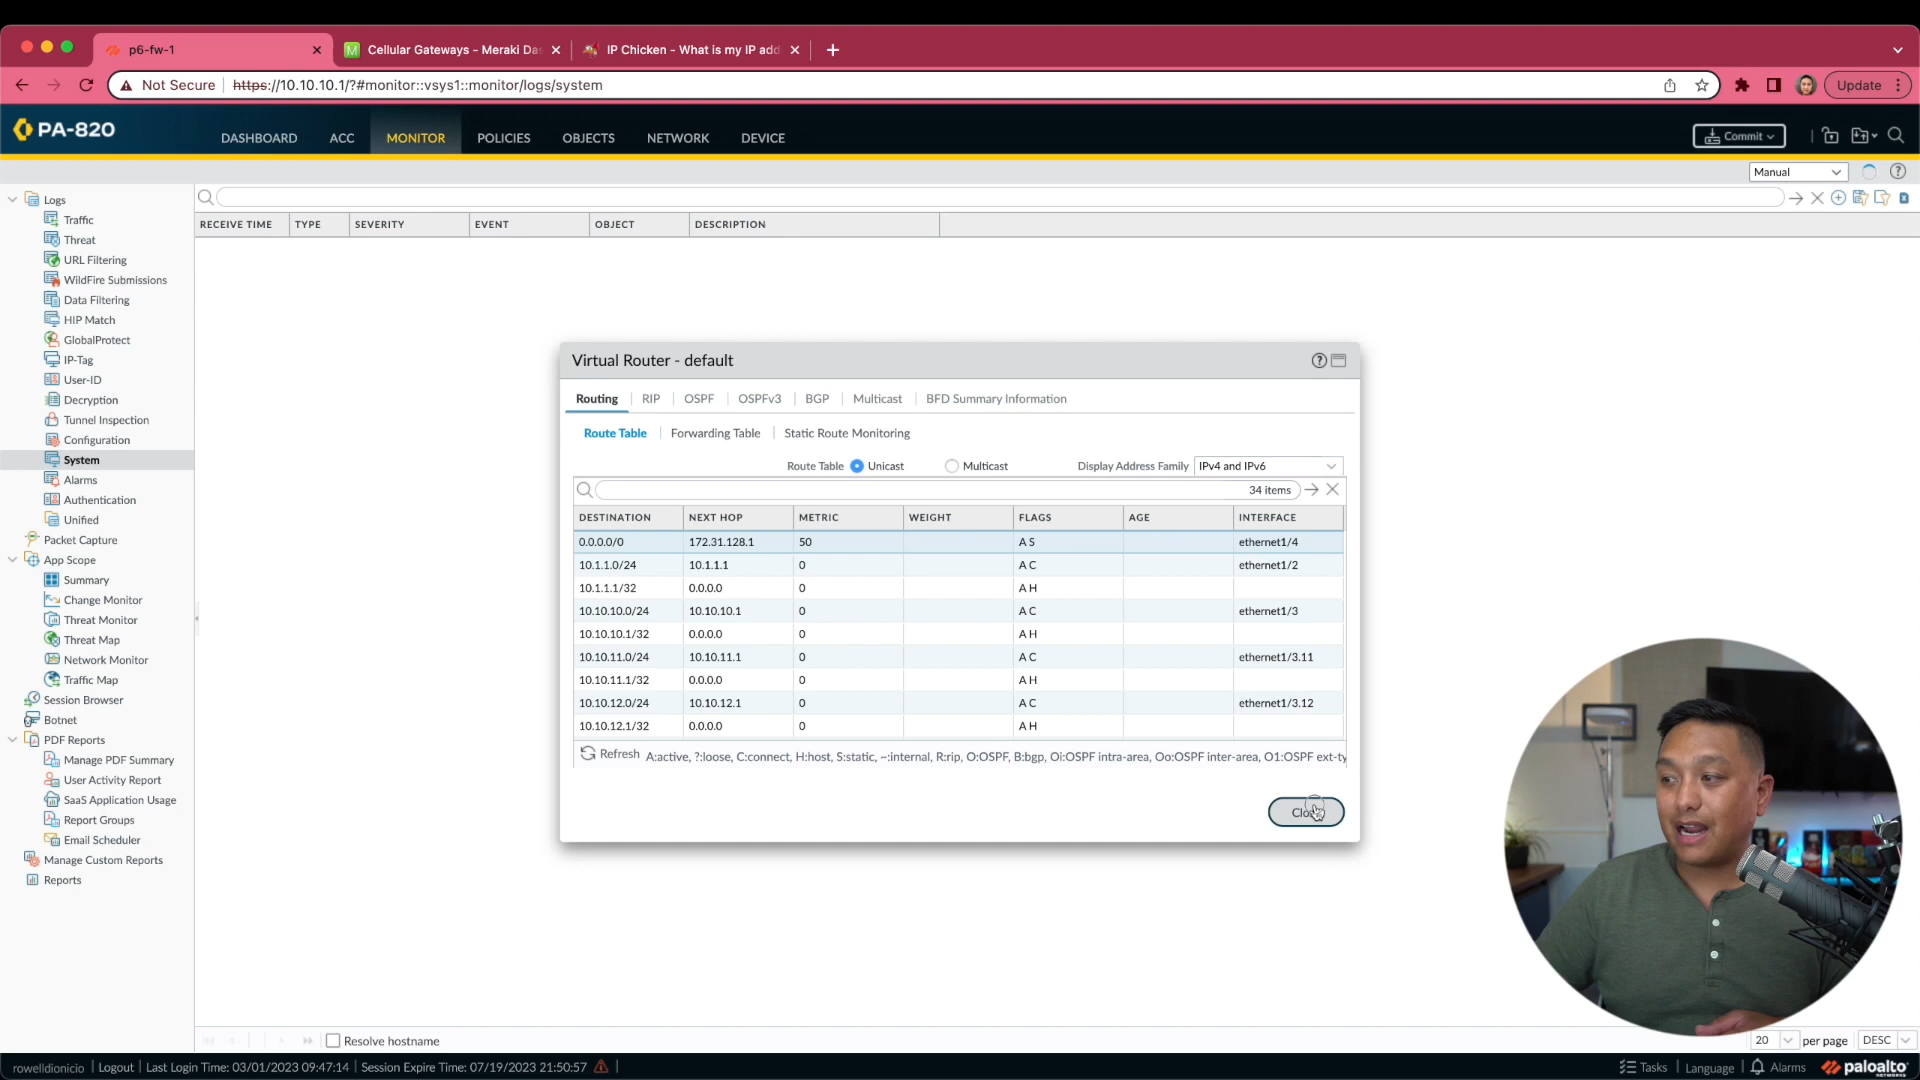 p6-fw-1
Cellular Gateways - Meraki Das
IP Chicken - What is my IP add
Not Secure https://10.10.10.1/?#monitor::vsys1::monitor/logs/system
Update
PA-820
DASHBOARD ACC MONITOR POLICIES OBJECTS NETWORK DEVICE
Commit
Manual
Logs
Traffic
Threat
URL Filtering
WildFire Submissions
Data Filtering
HIP Match
GlobalProtect
IP-Tag
User-ID
Decryption
Tunnel Inspection
Configuration
System
Alarms
Authentication
Unified
Packet Capture
App Scope
Summary
Change Monitor
Threat Monitor
Threat Map
Network Monitor
Traffic Map
Session Browser
Botnet
PDF Reports
Manage PDF Summary
User Activity Report
SaaS Application Usage
Report Groups
Email Scheduler
Manage Custom Reports
Reports
RECEIVE TIME TYPE SEVERITY EVENT OBJECT DESCRIPTION
Virtual Router - default
Routing RIP OSPF OSPFv3 BGP Multicast BFD Summary Information
Route Table Forwarding Table Static Route Monitoring
Route Table Unicast Multicast Display Address Family IPv4 and IPv6
34 items
DESTINATION NEXT HOP METRIC WEIGHT FLAGS AGE INTERFACE
0.0.0.0/0 172.31.128.1 50 A S ethernet1/4
10.1.1.0/24 10.1.1.1 0 A C ethernet1/2
10.1.1.1/32 0.0.0.0 0 A H
10.10.10.0/24 10.10.10.1 0 A C ethernet1/3
10.10.10.1/32 0.0.0.0 0 A H
10.10.11.0/24 10.10.11.1 0 A C ethernet1/3.11
10.10.11.1/32 0.0.0.0 0 A H
10.10.12.0/24 10.10.12.1 0 A C ethernet1/3.12
10.10.12.1/32 0.0.0.0 0 A H
Refresh A:active, ?:loose, C:connect, H:host, S:static, ~:internal, R:rip, O:OSPF, B:bgp, Oi:OSPF intra-area, Oo:OSPF inter-area, O1:OSPF ext-ty
Resolve hostname
20 per page DESC
rowelldionicio | Logout | Last Login Time: 03/01/2023 09:47:14 | Session Expire Time: 07/19/2023 21:50:57 |
Tasks | Language | Alarms paloalto NETWORKS